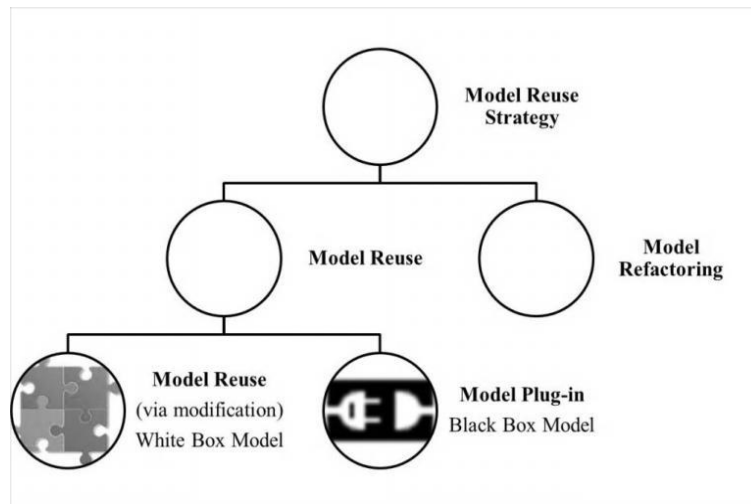 Model Reuse
Strategy
Model Reuse
Model
Refactoring
Model Reuse
(via modification)
White Box Model
Model Plug-in
Black Box Model